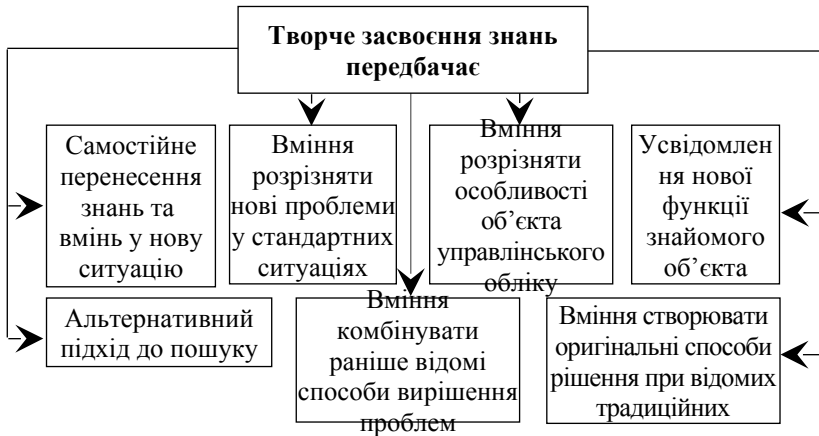 Творче засвоєння знань
передбачає
Самостійне
перенесення
знань та
вмінь у нову
ситуацію
Вміння
розрізняти
нові проблеми
у стандартних
ситуаціях
Вміння
розрізняти
особливості
об’єкта
управлінського
обліку
Усвідомлен
ня нової
функції
знайомого
об’єкта
Альтернативний
підхід до пошуку
Вміння
комбінувати
раніше відомі
способи вирішення
проблем
Вміння створювати
оригінальні способи
рішення при відомих
традиційних